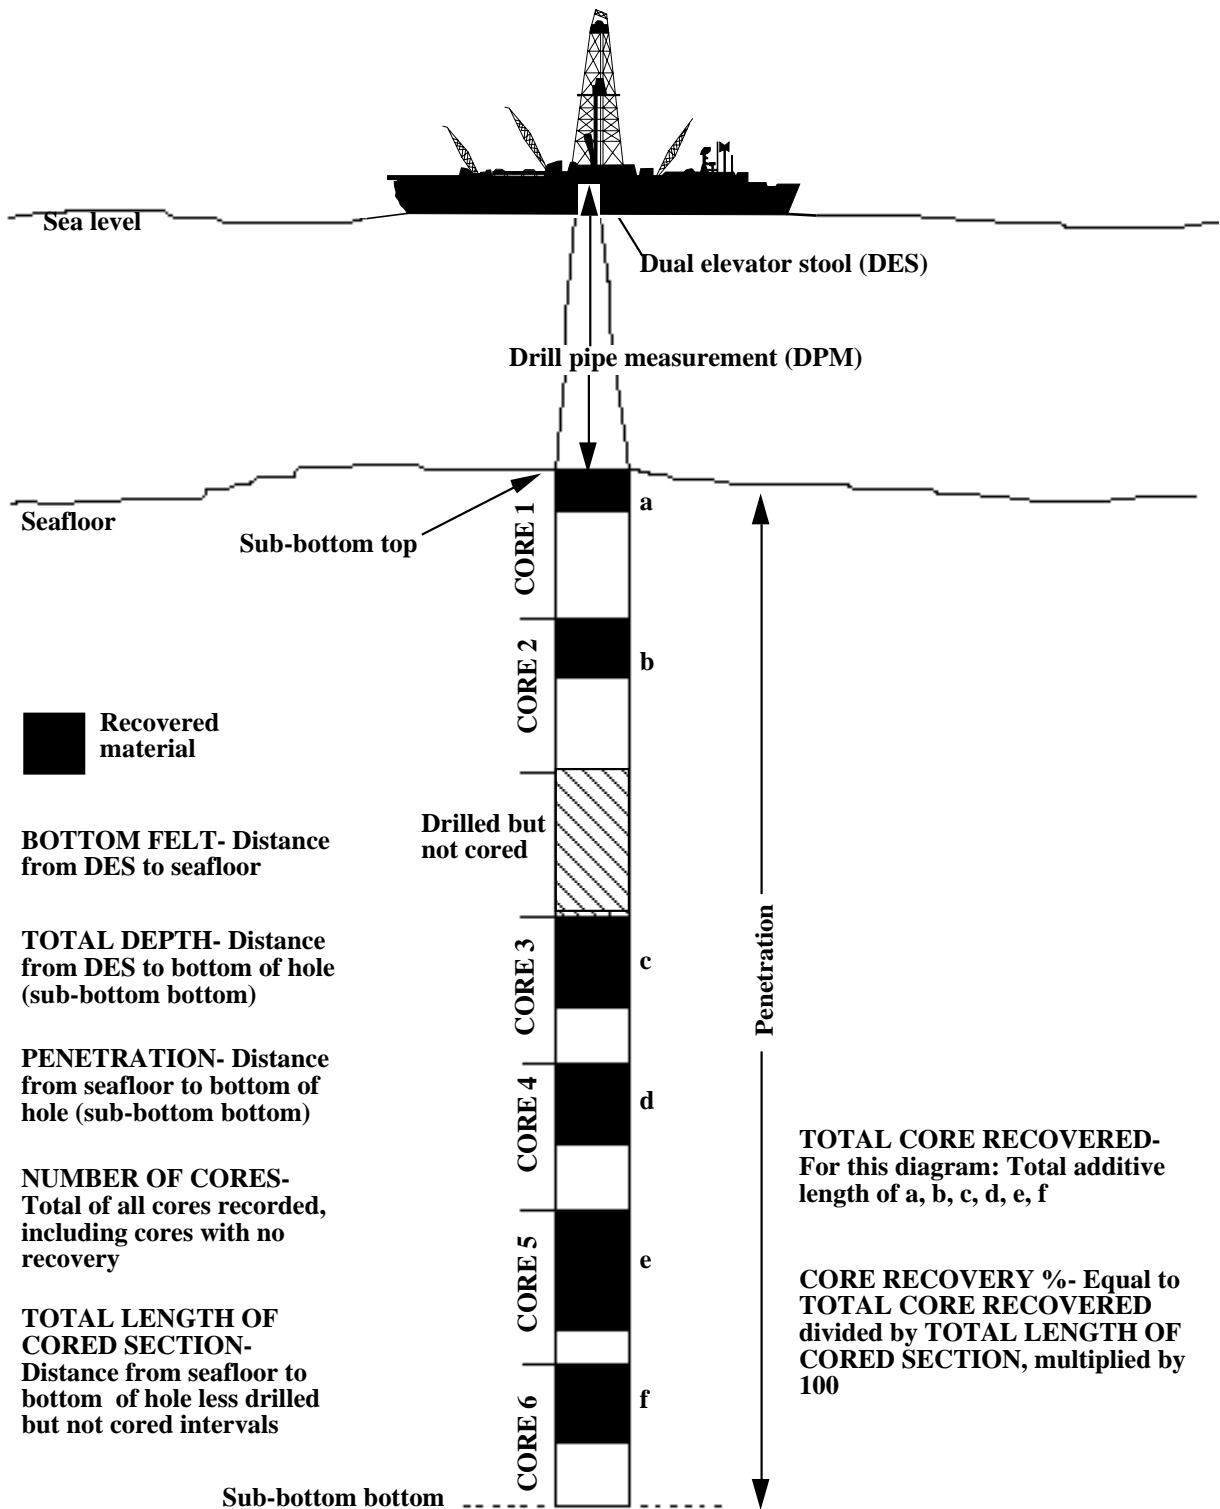 Sea level
Dual elevator stool (DES)
Drill pipe measurement (DPM)
Seafloor
Sub-bottom top
CORE 1
a
CORE 2
b
Recovered
material
Drilled but
not cored
BOTTOM FELT- Distance
from DES to seafloor
TOTAL DEPTH- Distance
from DES to bottom of hole
(sub-bottom bottom)
PENETRATION- Distance
from seafloor to bottom of
hole (sub-bottom bottom)
NUMBER OF CORES-
Total of all cores recorded,
including cores with no
recovery
TOTAL LENGTH OF
CORED SECTION-
Distance from seafloor to
bottom  of hole less drilled
but not cored intervals
CORE 3
c
CORE 4
d
CORE 5
e
CORE 6
f
Penetration
TOTAL CORE RECOVERED-
For this diagram: Total additive
length of a, b, c, d, e, f
CORE RECOVERY %- Equal to
TOTAL CORE RECOVERED
divided by TOTAL LENGTH OF
CORED SECTION, multiplied by
100
Sub-bottom bottom